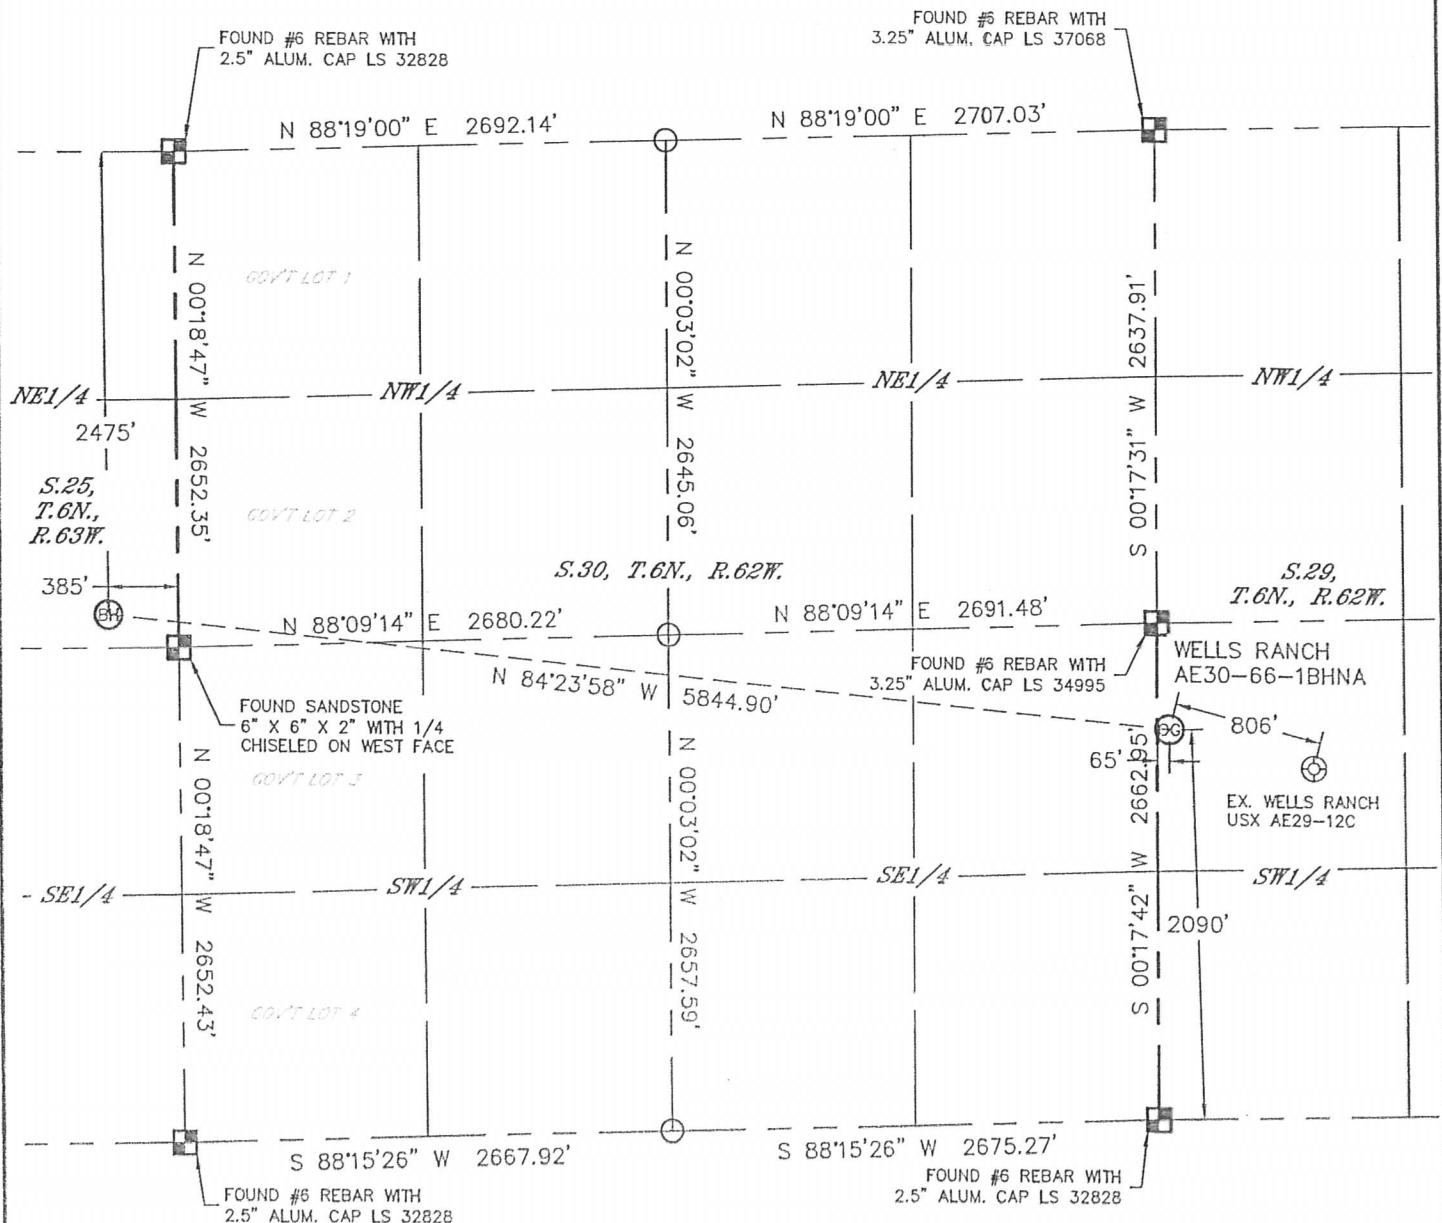 FOUND #6 REBAR WITH
2.5" ALUM. CAP LS 32828
FOUND #6 REBAR WITH
3.25" ALUM. CAP LS 37068
N 88°19'00" E 2692.14'
N 88°19'00" E 2707.03'
GOV'T LOT 1
N 00°18'47" W 2652.35'
N 00°03'02" W 2645.06'
S 00°17'31" W 2637.91'
NE1/4
NW1/4
NE1/4
NW1/4
2475'
S.25,
T.6N.,
R.63W.
GOV'T LOT 2
S.30, T.6N., R.62W.
S.29,
T.6N., R.62W.
385'
BH
N 88°09'14" E 2680.22'
N 88°09'14" E 2691.48'
N 84°23'58" W 5844.90'
FOUND #6 REBAR WITH
3.25" ALUM. CAP LS 34995
WELLS RANCH
AE30-66-1BHNA
FOUND SANDSTONE
6" X 6" X 2" WITH 1/4
CHISELED ON WEST FACE
806'
65'
EX. WELLS RANCH
USX AE29-12C
GOV'T LOT 3
N 00°18'47" W 2652.43'
N 00°03'02" W 2657.59'
S 00°17'42" W 2662.95'
SE1/4
SW1/4
SE1/4
SW1/4
2090'
GOV'T LOT 4
S 88°15'26" W 2667.92'
S 88°15'26" W 2675.27'
FOUND #6 REBAR WITH
2.5" ALUM. CAP LS 32828
FOUND #6 REBAR WITH
2.5" ALUM. CAP LS 32828